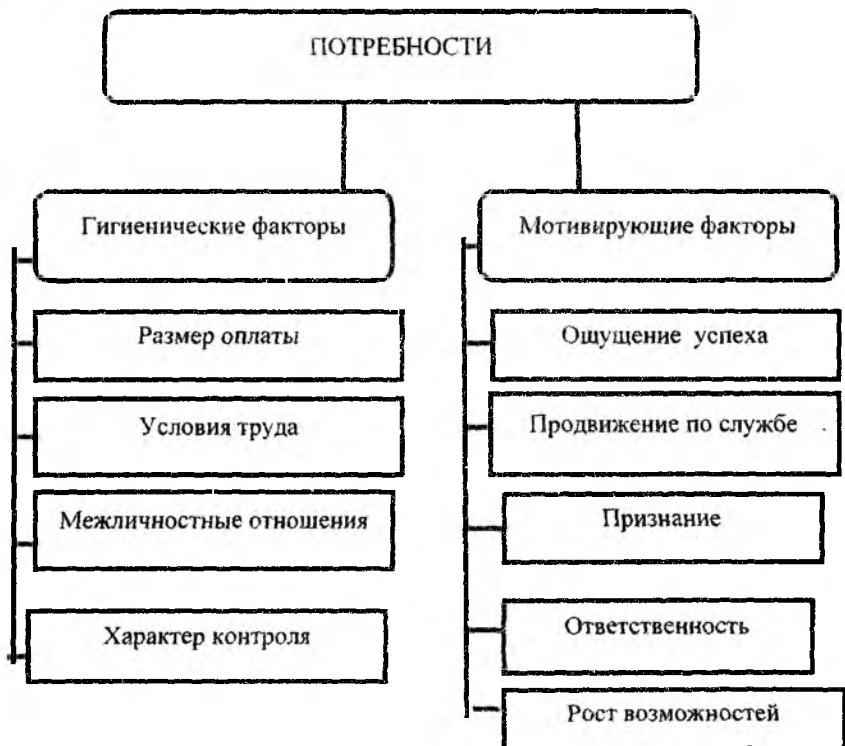 ПОТРЕБНОСТИ
Гигиенические факторы
Размер оплаты
Условия труда
Межличностные отношения
Характер контроля
Мотивирующие факторы
Ощущение успеха
Продвижение по службе
Признание
Ответственность
Рост возможностей